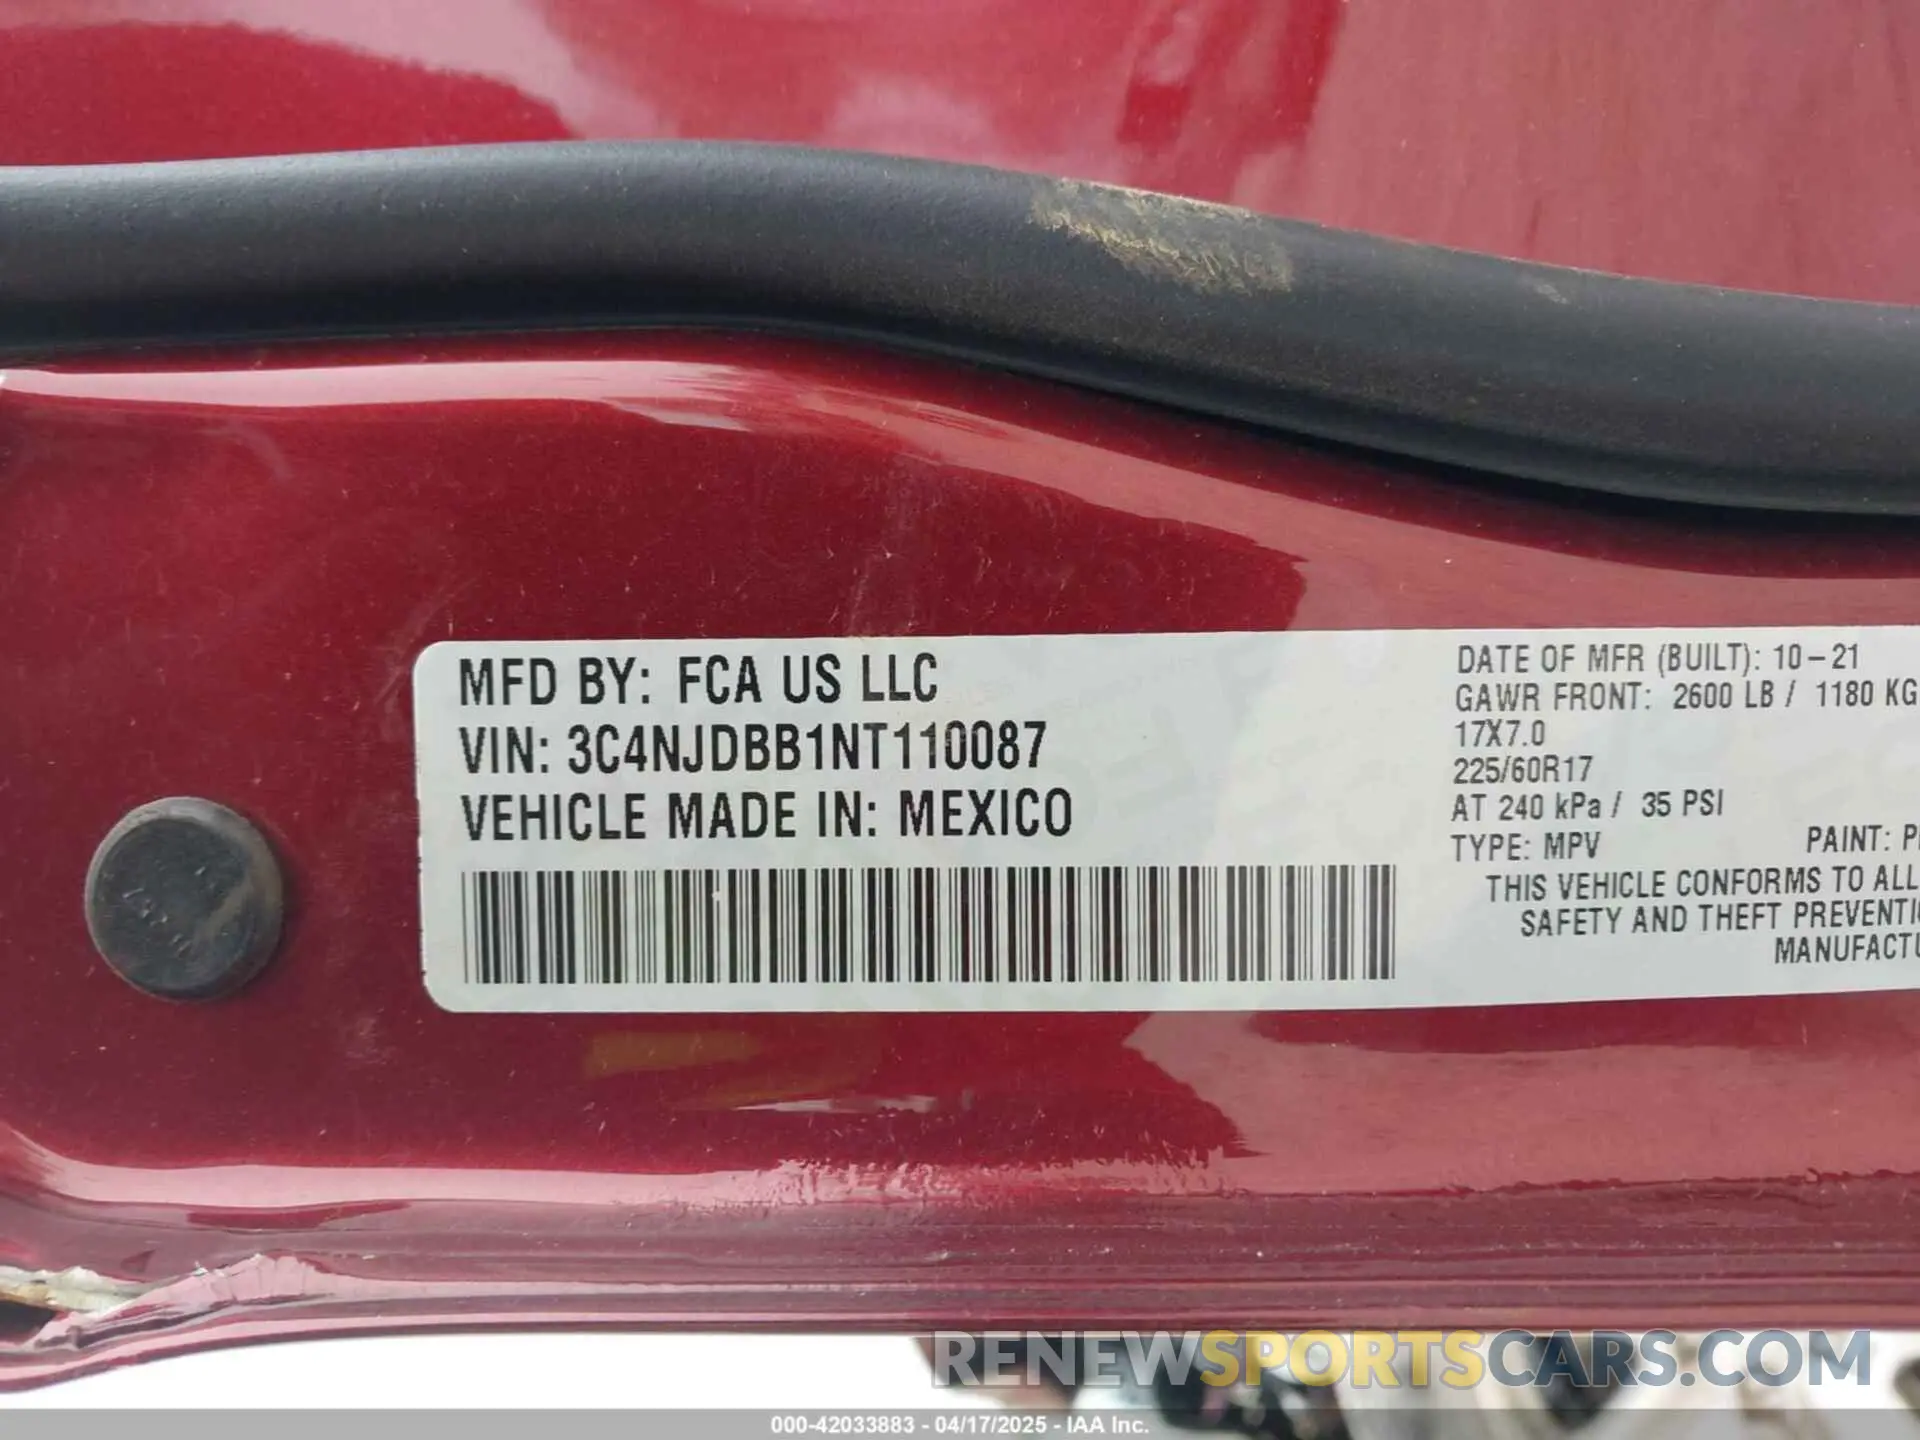 MFD BY: FCA US LLC
VIN: 3C4NJDBB1NT110087
VEHICLE MADE IN: MEXICO
DATE OF MFR (BUILT): 10-21
GAWR FRONT: 2600 LB / 1180 KG
17X7.0
225/60R17
AT 240 kPa / 35 PSI
TYPE: MPV PAINT:
THIS VEHICLE CONFORMS TO ALL
SAFETY AND THEFT
RENEWSPORTSCARS.COM
000-42033883 - 04/17/2025 - IAA Inc.